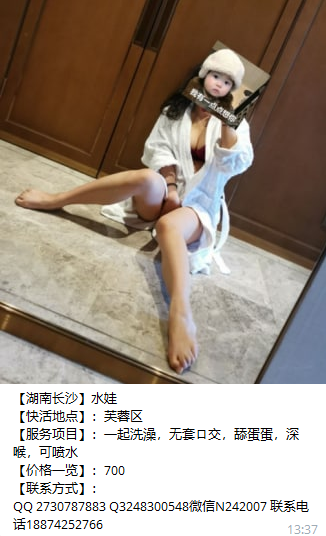 我有一点点想你
【湖南长沙】水娃
【快活地点】：芙蓉区
【服务项目】：一起洗澡，无套口交，舔蛋蛋，深
喉，可喷水
【价格一览】：700
【联系方式】：
QQ 2730787883 Q3248300548微信N242007 联系电
话18874252766
13:37